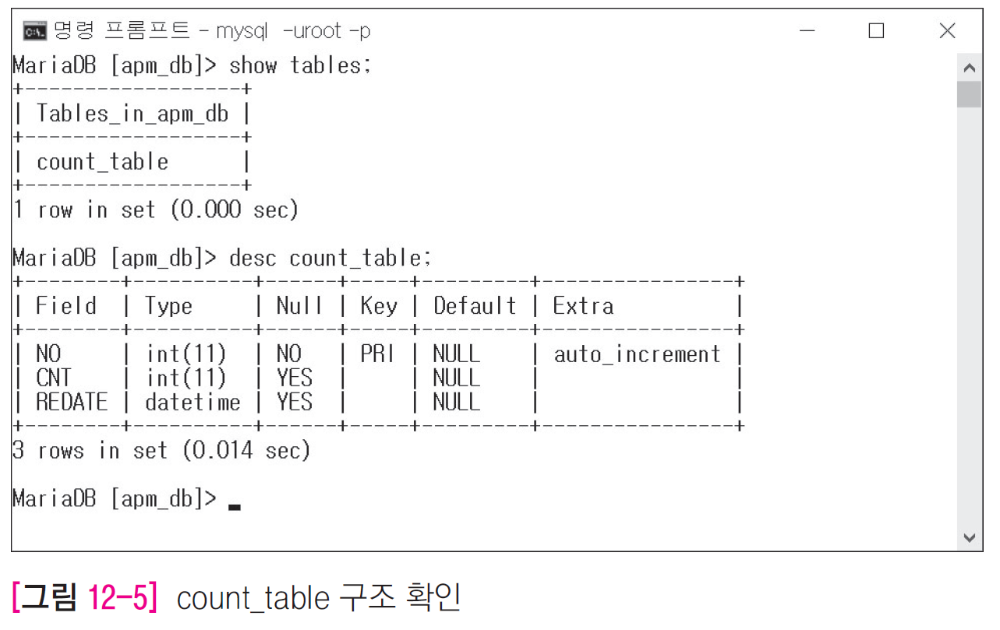 명령 프롬프트 - mysql -uroot -p
MariaDB [apm_db]> show tables;
+------------------+
| Tables_in_apm_db |
+------------------+
| count_table      |
+------------------+
1 row in set (0.000 sec)
MariaDB [apm_db]> desc count_table;
+--------+----------+------+-----+---------+----------------+
| Field  | Type     | Null | Key | Default | Extra          |
+--------+----------+------+-----+---------+----------------+
| NO     | int(11)  | NO   | PRI | NULL    | auto_increment |
| CNT    | int(11)  | YES  |     | NULL    |                |
| REDATE | datetime | YES  |     | NULL    |                |
+--------+----------+------+-----+---------+----------------+
3 rows in set (0.014 sec)
MariaDB [apm_db]> _
[그림 12-5] count_table 구조 확인